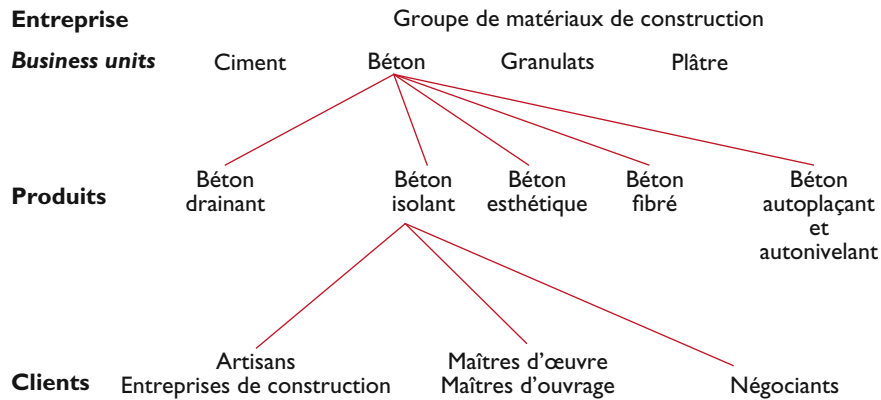 Entreprise Groupe de matériaux de construction
Business units Ciment Béton Granulats Plâtre
Produits
Béton drainant
Béton isolant
Béton esthétique
Béton fibré
Béton autoplaçant
et
autonivelant
Clients
Artisans
Entreprises de construction
Maîtres d'œuvre
Maîtres d'ouvrage
Négociants